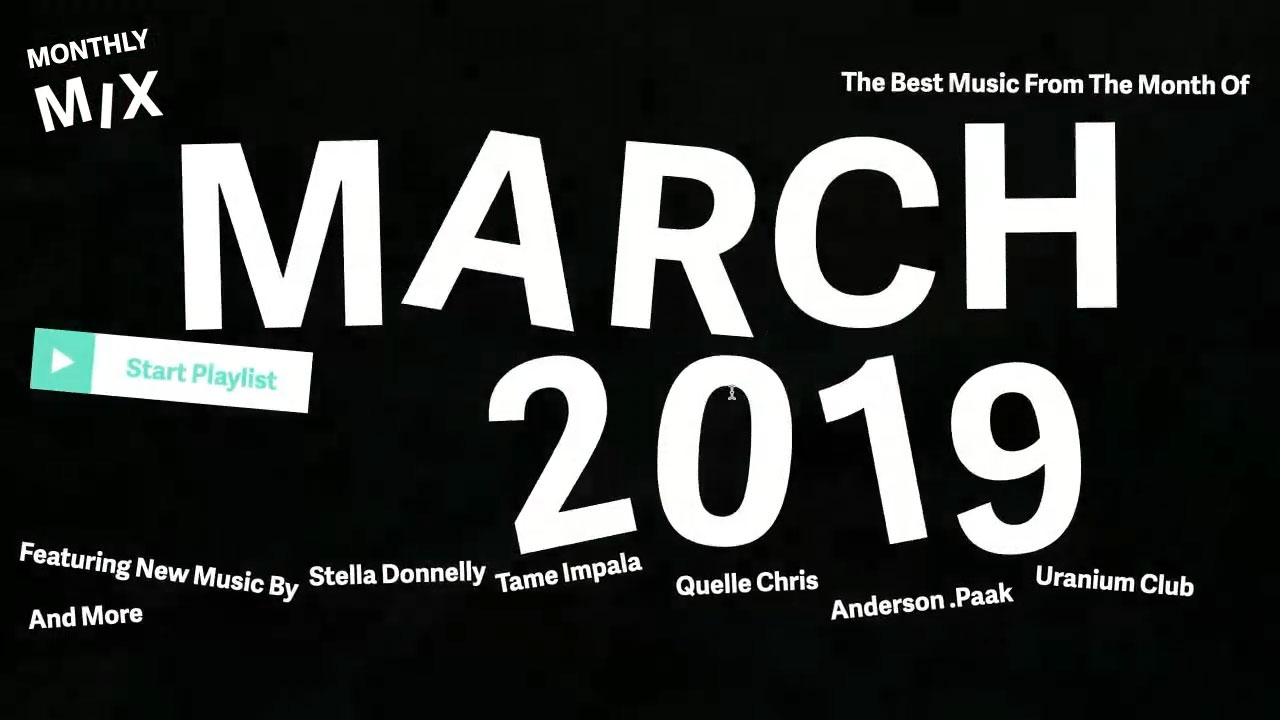 MONTHLY
MIX
The Best Music From The Month Of
MARCH
2019
Start Playlist
Featuring New Music By
Stella Donnelly
Tame Impala
Quelle Chris
Anderson .Paak
Uranium Club
And More